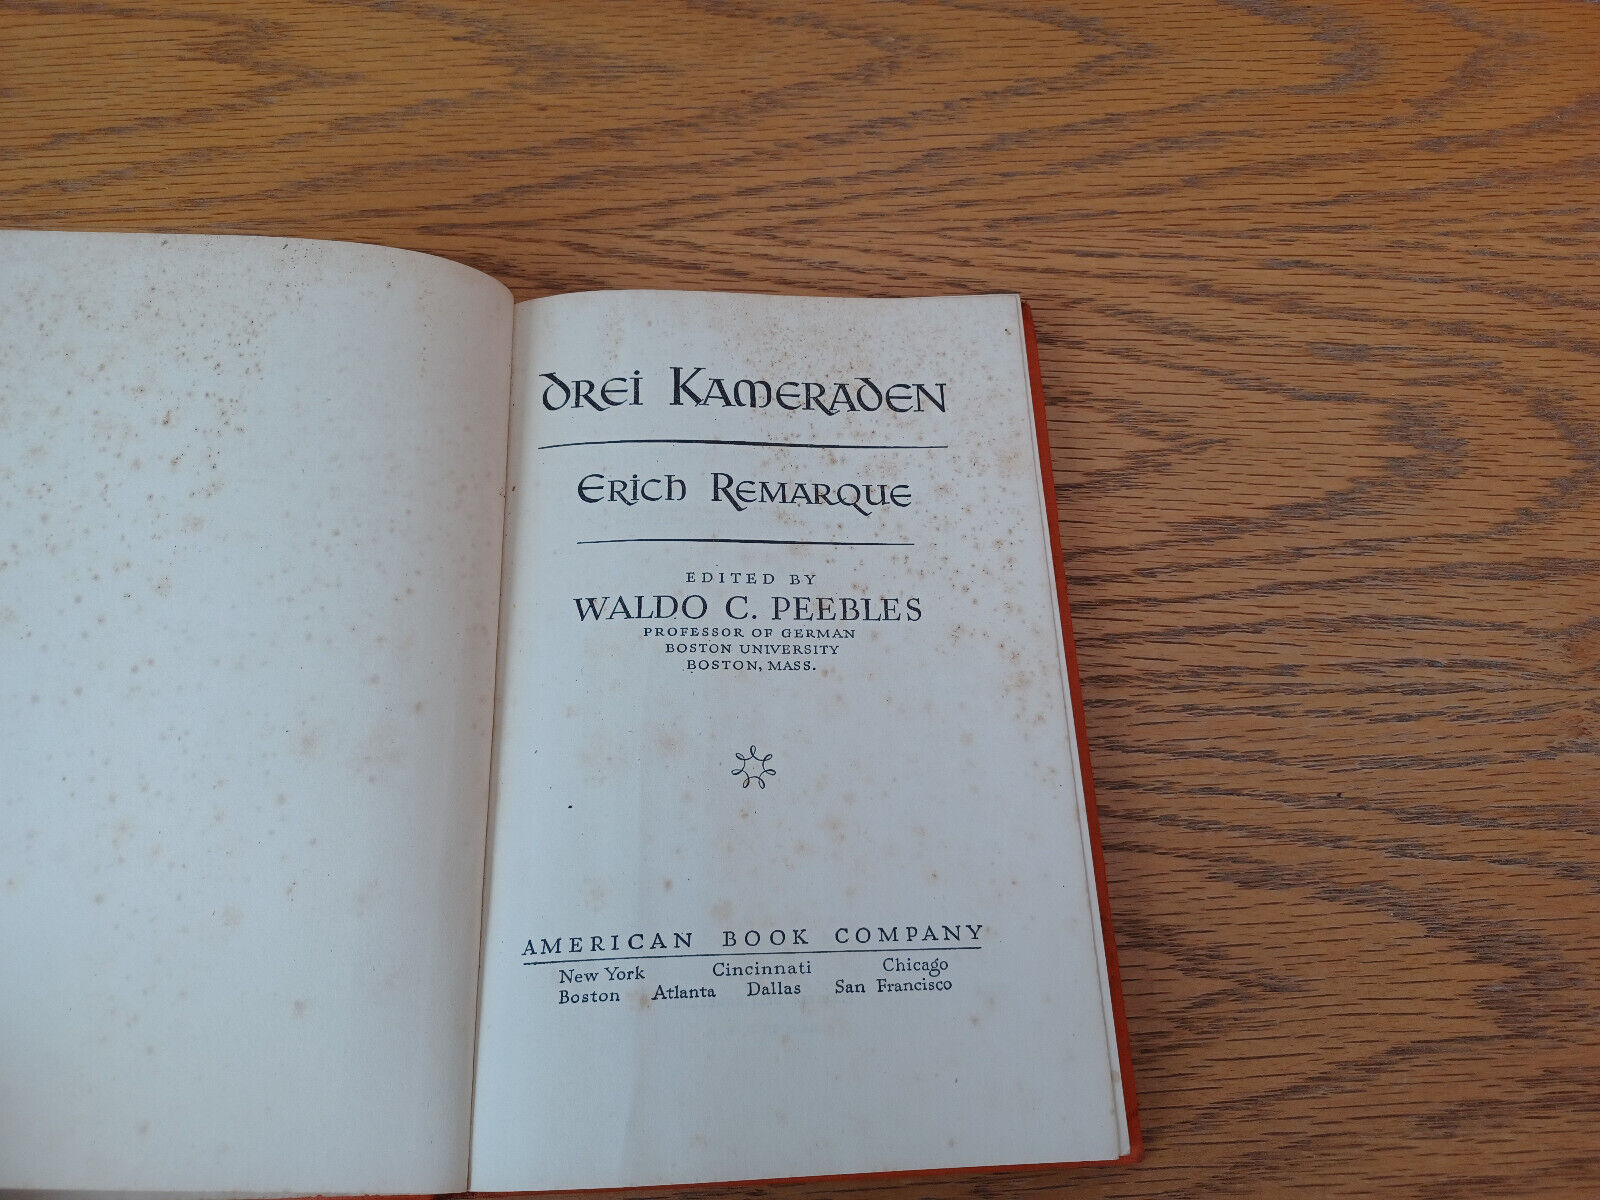 Drei Kameraden
Erich Remarque
EDITED BY
WALDO C. PEEBLES
PROFESSOR OF GERMAN
BOSTON UNIVERSITY
BOSTON, MASS.
AMERICAN BOOK COMPANY
New York Cincinnati Chicago
Boston Atlanta Dallas San Francisco